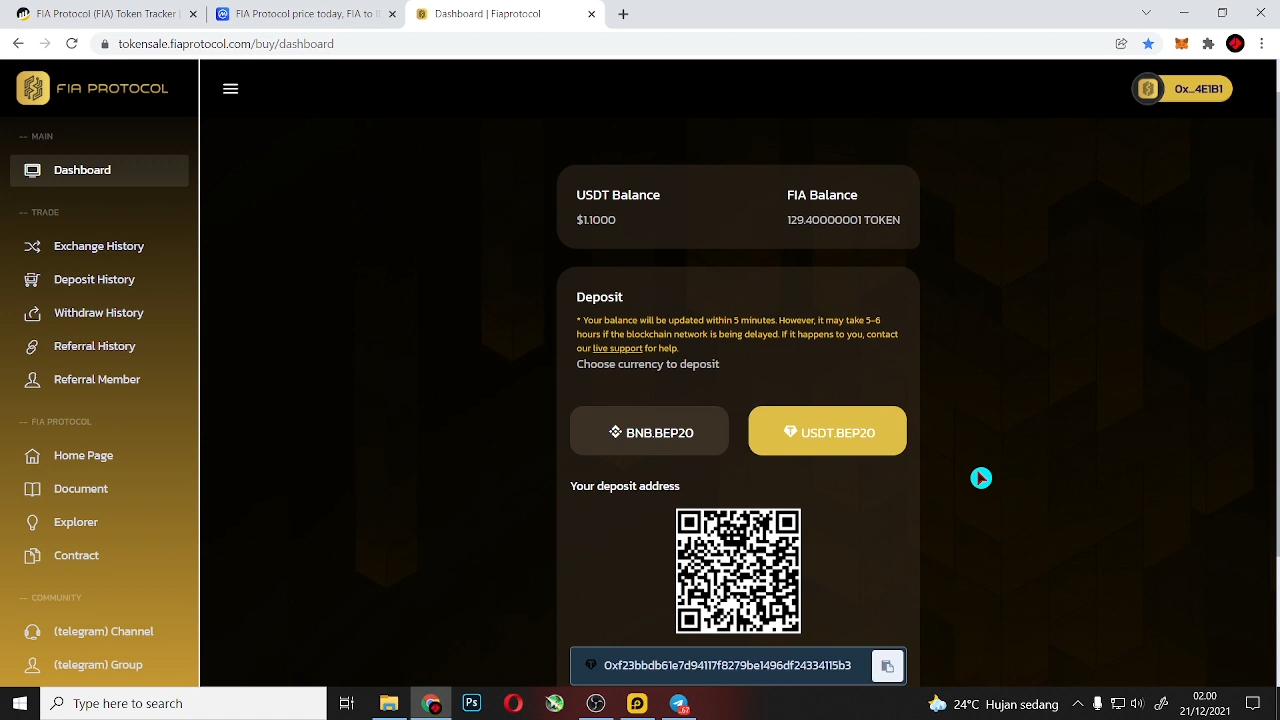 FIA Protocol (FIA) Token Tracker
FIA Protocol price today, FIA to
Dashboard | Fiaprotocol
tokensale.fiaprotocol.com/buy/dashboard
FIA PROTOCOL
0x...4E1B1
-- MAIN
Dashboard
-- TRADE
Exchange History
Deposit History
Withdraw History
Referral History
Referral Member
-- FIA PROTOCOL
Home Page
Document
Explorer
Contract
-- COMMUNITY
(telegram) Channel
(telegram) Group
USDT Balance
$1.1000
FIA Balance
129.40000001 TOKEN
Deposit
* Your balance will be updated within 5 minutes. However, it may take 5-6
hours if the blockchain network is being delayed. If it happens to you, contact
our live support for help.
Choose currency to deposit
BNB.BEP20
USDT.BEP20
Your deposit address
0xf23bbdb61e7d94117f8279be1496df2433415b3
Type here to search
Ps
62
24°C Hujan sedang
02.00
21/12/2021